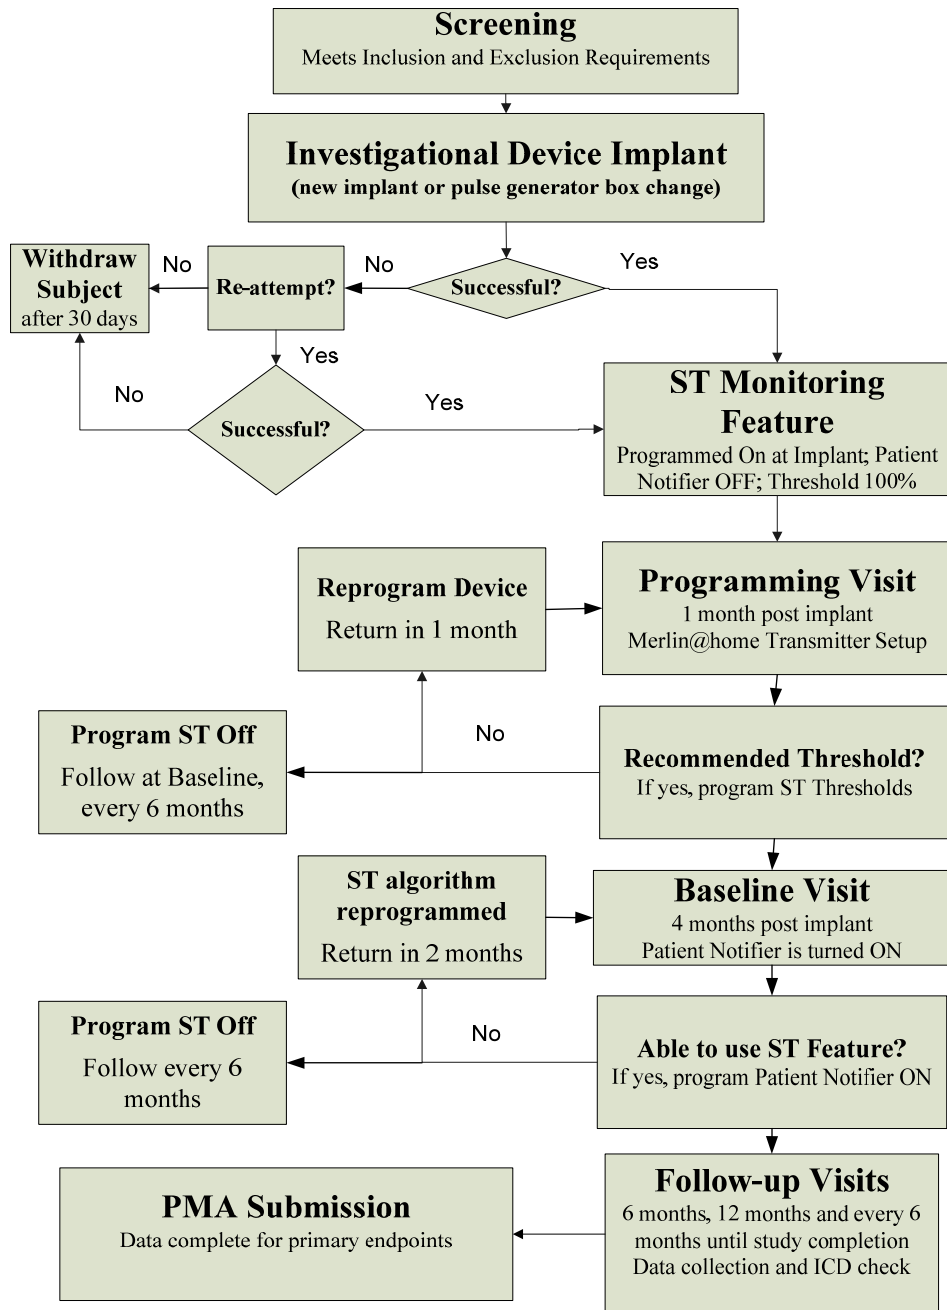 Screening
Meets Inclusion and Exclusion Requirements
Investigational Device Implant
(new implant or pulse generator box change)
Withdraw
Subject
after 30 days
No
Re-attempt?
No
Successful?
Yes
Yes
No
Successful?
Yes
ST Monitoring
Feature
Programmed On at Implant; Patient
Notifier OFF; Threshold 100%
Reprogram Device
Return in 1 month
Programming Visit
1 month post implant
Merlin@home Transmitter Setup
Program ST Off
Follow at Baseline,
every 6 months
No
Recommended Threshold?
If yes, program ST Thresholds
ST algorithm
reprogrammed
Return in 2 months
Baseline Visit
4 months post implant
Patient Notifier is turned ON
Program ST Off
Follow every 6
months
No
Able to use ST Feature?
If yes, program Patient Notifier ON
PMA Submission
Data complete for primary endpoints
Follow-up Visits
6 months, 12 months and every 6
months until study completion
Data collection and ICD check